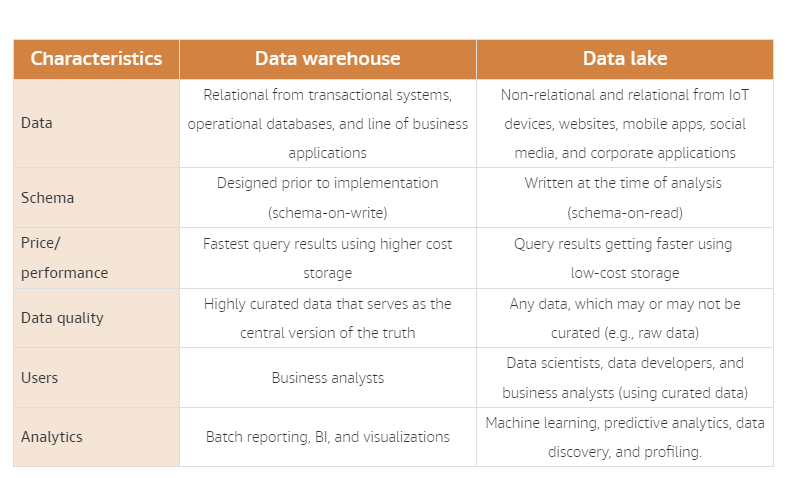 Characteristics
Data warehouse
Data lake
Data
Relational from transactional systems,
operational databases, and line of business
applications
Non-relational and relational from IoT
devices, websites, mobile apps, social
media, and corporate applications
Schema
Designed prior to implementation
(schema-on-write)
Written at the time of analysis
(schema-on-read)
Price/
performance
Fastest query results using higher cost
storage
Query results getting faster using
low-cost storage
Data quality
Highly curated data that serves as the
central version of the truth
Any data, which may or may not be
curated (e.g., raw data)
Users
Business analysts
Data scientists, data developers, and
business analysts (using curated data)
Analytics
Batch reporting, BI, and visualizations
Machine learning, predictive analytics, data
discovery, and profiling.